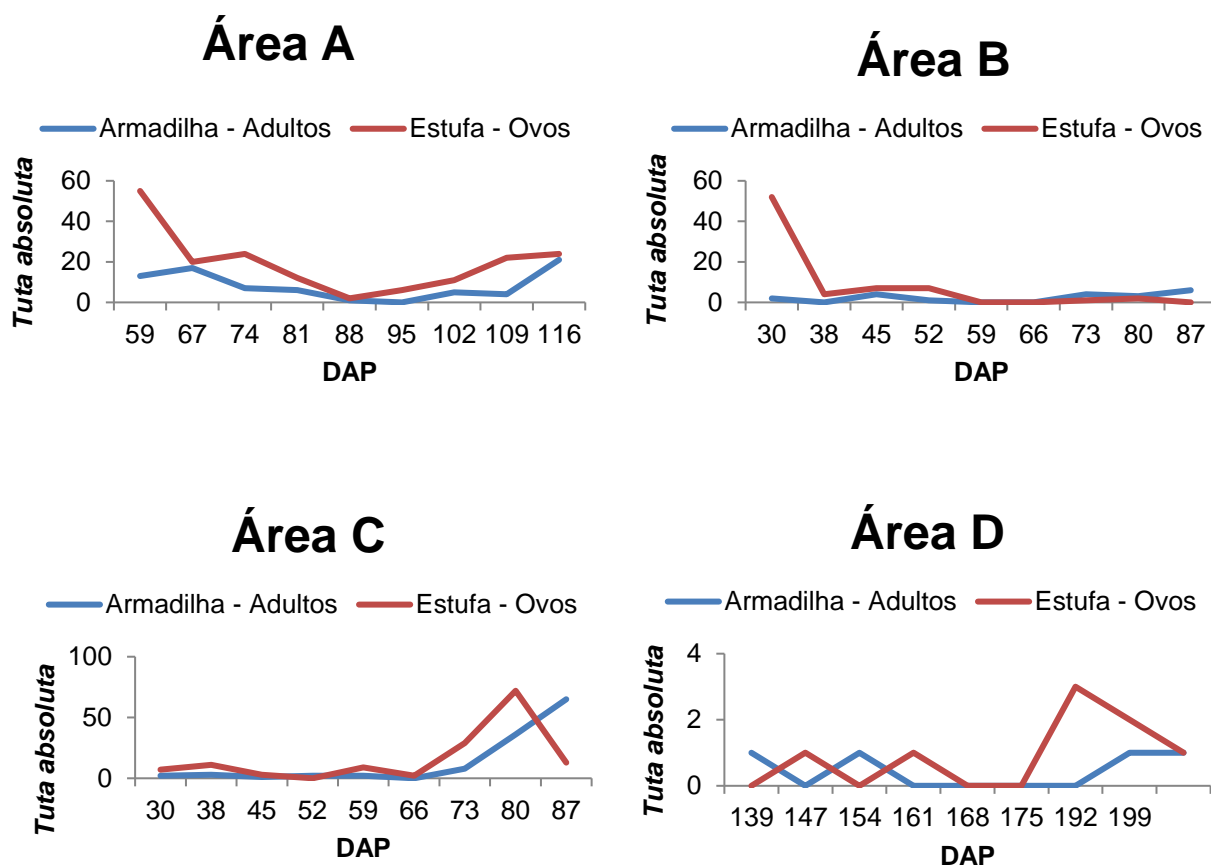 Área A
Armadilha - Adultos Estufa - Ovos
Tuta absoluta
60
40
20
0
59 67 74 81 88 95 102 109 116
DAP
Área B
Armadilha - Adultos Estufa - Ovos
Tuta absoluta
60
40
20
0
30 38 45 52 59 66 73 80 87
DAP
Área C
Armadilha - Adultos Estufa - Ovos
Tuta absoluta
100
50
0
30 38 45 52 59 66 73 80 87
DAP
Área D
Armadilha - Adultos Estufa - Ovos
Tuta absoluta
4
2
0
139 147 154 161 168 175 192 199
DAP